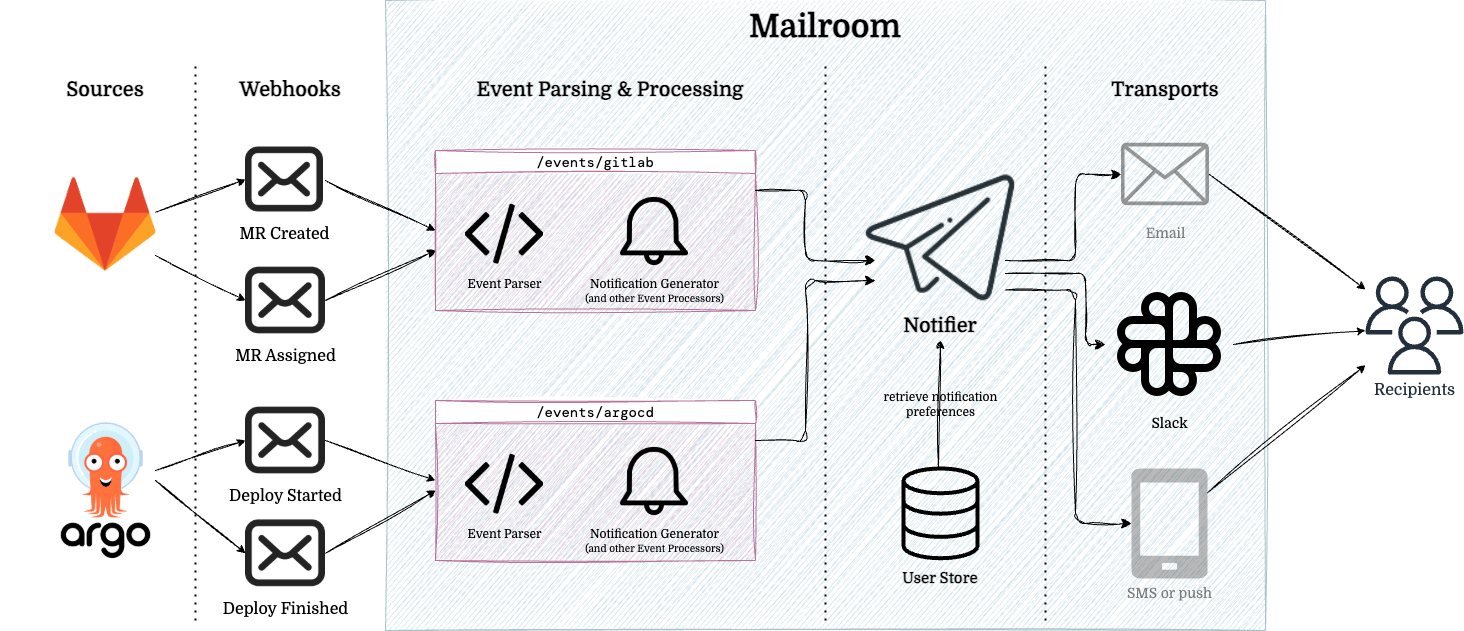 Mailroom
Sources
Webhooks
Event Parsing & Processing
Transports
MR Created
MR Assigned
argo
Deploy Started
Deploy Finished
/events/gitlab
Event Parser
Notification Generator
(and other Event Processors)
/events/argocd
Event Parser
Notification Generator
(and other Event Processors)
Notifier
retrieve notification
preferences
User Store
Email
Slack
SMS or push
Recipients